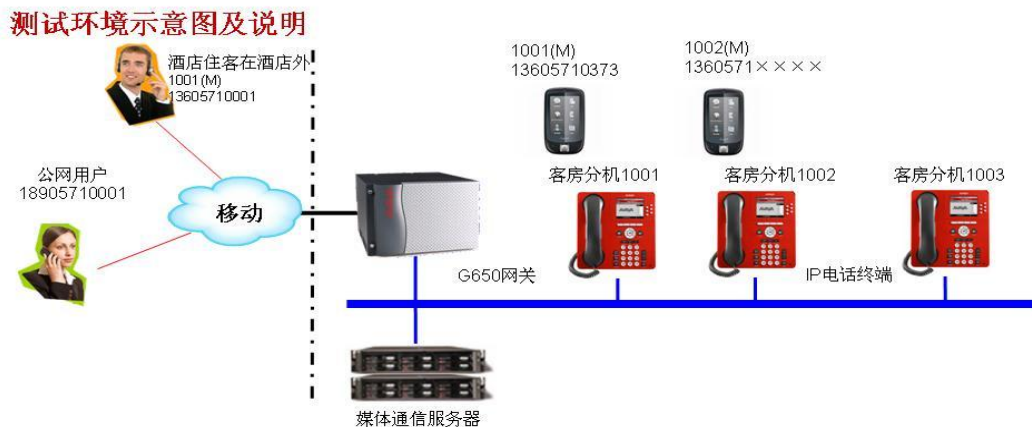 测试环境示意图及说明
酒店住客在酒店外
1001(M)
13605710001
公网用户
18905710001
移动
1001(M)
13605710373
1002(M)
1360571××××
客房分机1001
客房分机1002
客房分机1003
G650网关
IP电话终端
媒体通信服务器